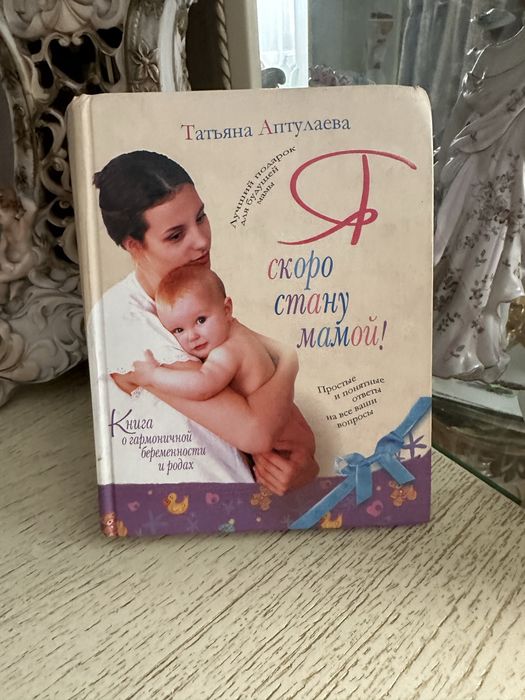 Татьяна Аптулаева
Лучший подарок
для будущей
мамы
Я
скоро
стану
мамой!
Простые
и понятные
ответы
на все ваши
вопросы
Книга
о гармоничной
беременности
и родах